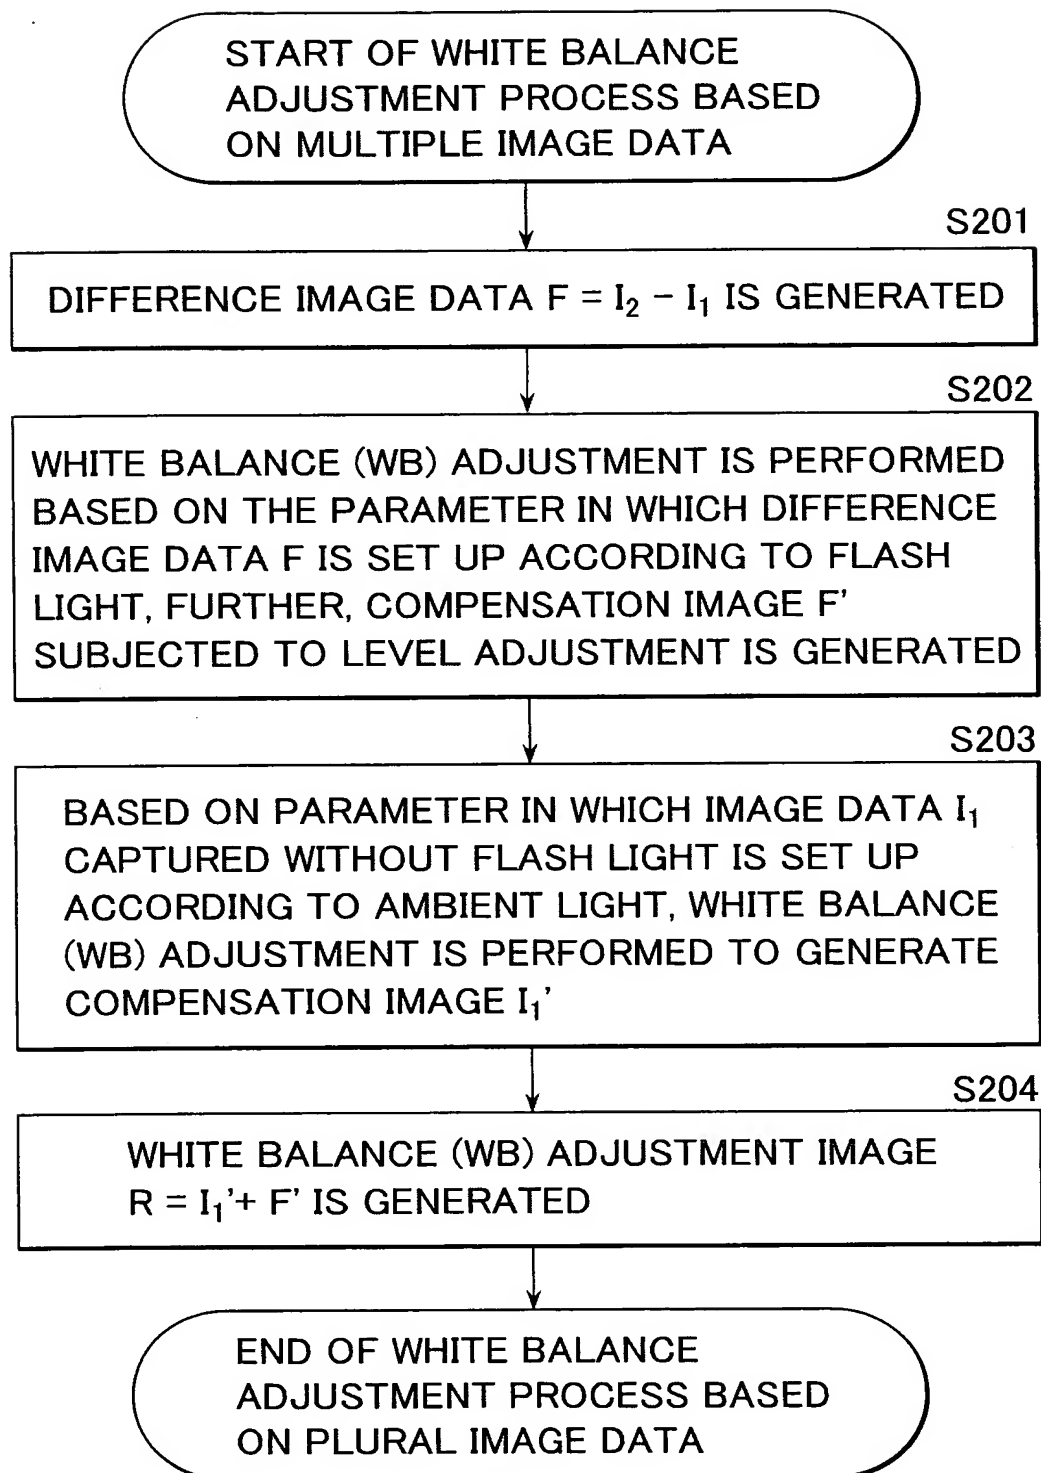 START OF WHITE BALANCE
ADJUSTMENT PROCESS BASED
ON MULTIPLE IMAGE DATA
S201
DIFFERENCE IMAGE DATA F = I₂ – I₁ IS GENERATED
S202
WHITE BALANCE (WB) ADJUSTMENT IS PERFORMED
BASED ON THE PARAMETER IN WHICH DIFFERENCE
IMAGE DATA F IS SET UP ACCORDING TO FLASH
LIGHT, FURTHER, COMPENSATION IMAGE F’
SUBJECTED TO LEVEL ADJUSTMENT IS GENERATED
S203
BASED ON PARAMETER IN WHICH IMAGE DATA I₁
CAPTURED WITHOUT FLASH LIGHT IS SET UP
ACCORDING TO AMBIENT LIGHT, WHITE BALANCE
(WB) ADJUSTMENT IS PERFORMED TO GENERATE
COMPENSATION IMAGE I₁’
S204
WHITE BALANCE (WB) ADJUSTMENT IMAGE
R = I₁’+ F’ IS GENERATED
END OF WHITE BALANCE
ADJUSTMENT PROCESS BASED
ON PLURAL IMAGE DATA